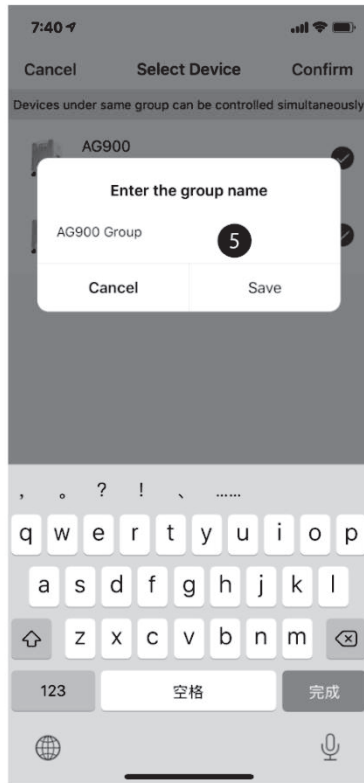 7:40
Cancel Select Device Confirm
Devices under same group can be controlled simultaneously
AG900
Enter the group name
AG900 Group
5
Cancel Save
, 。 ? ! 、 ……
q w e r t y u i o p
a s d f g h j k l
z x c v b n m
123 空格 完成